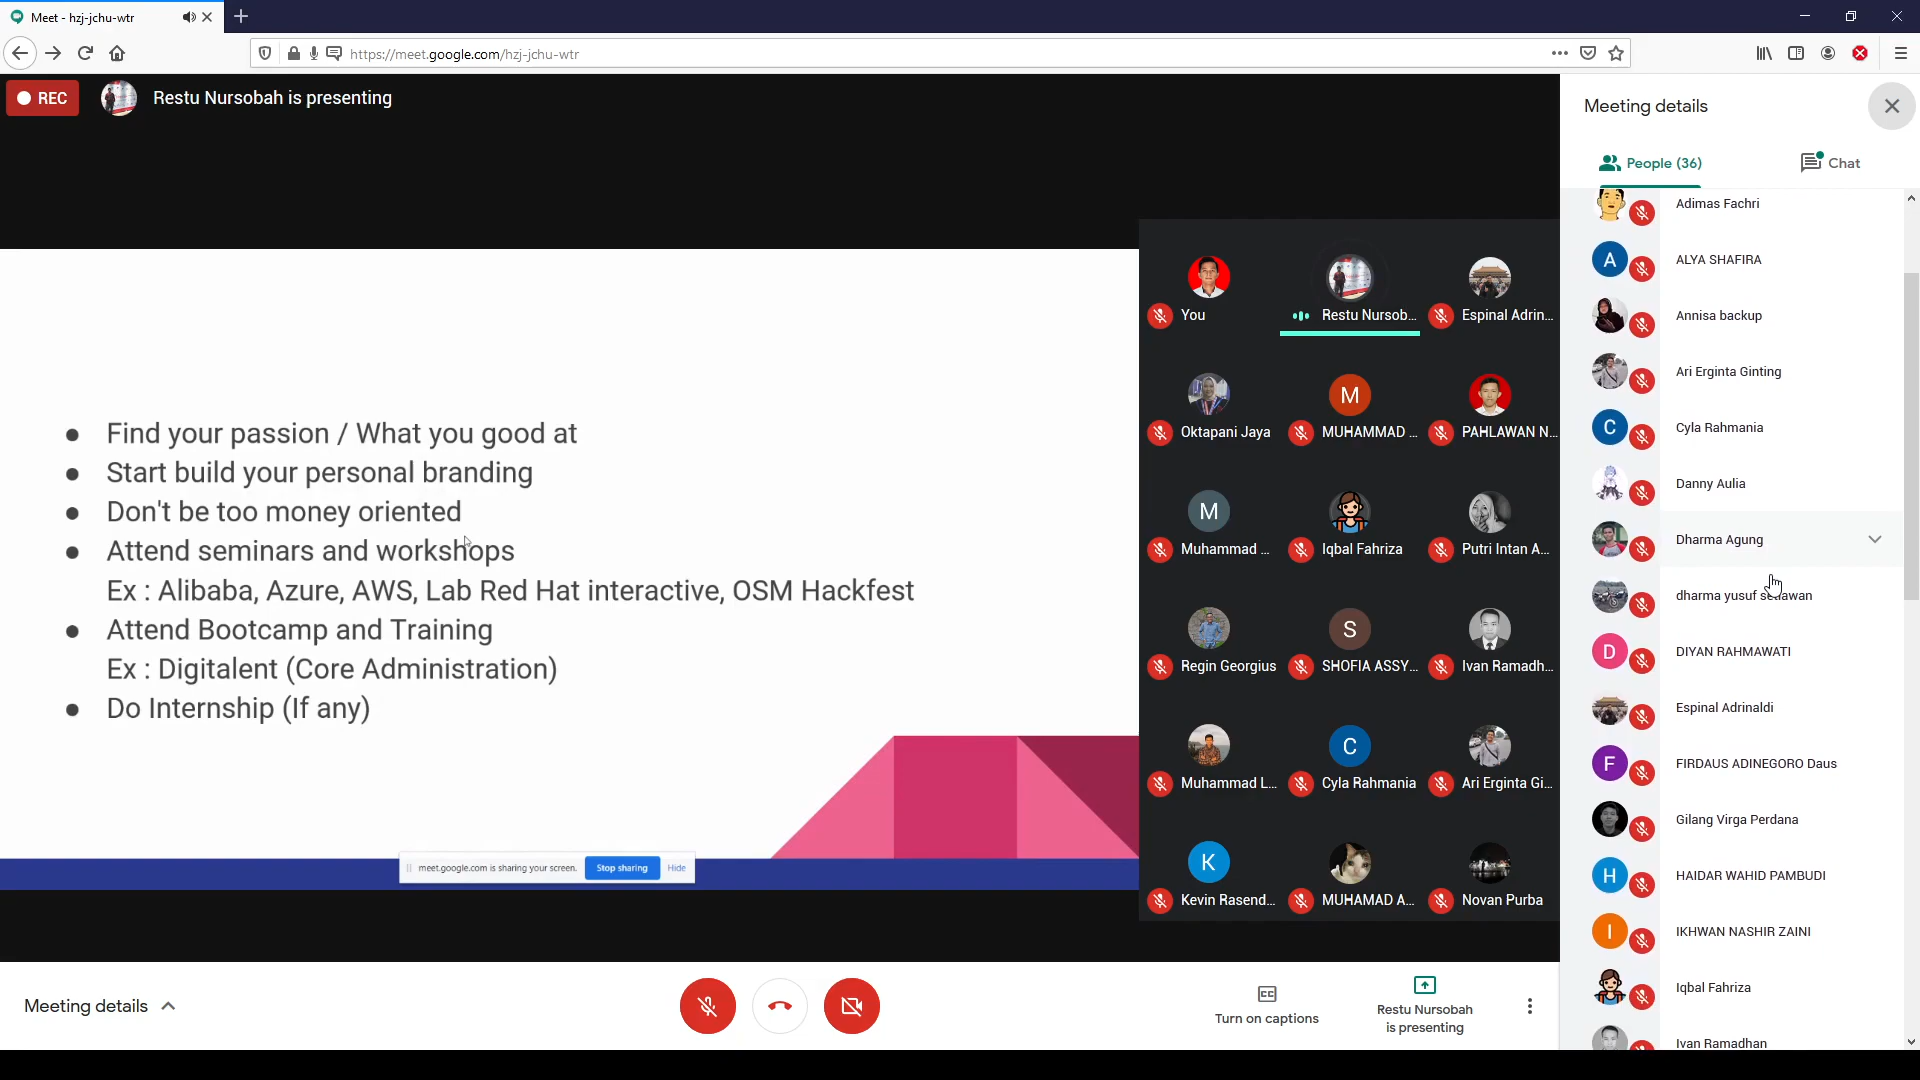 Meet - hzj-jchu-wtr
https://meet.google.com/hzj-jchu-wtr
REC
Restu Nursobah is presenting
Find your passion / What you good at
Start build your personal branding
Don't be too money oriented
Attend seminars and workshops
Ex : Alibaba, Azure, AWS, Lab Red Hat interactive, OSM Hackfest
Attend Bootcamp and Training
Ex : Digitalent (Core Administration)
Do Internship (If any)
meet.google.com is sharing your screen. Stop sharing Hide
You Restu Nursob... Espinal Adrin...
M
Oktapani Jaya MUHAMMAD ... PAHLAWAN N...
M
Muhammad ... Iqbal Fahriza Putri Intan A...
S
Regin Georgius SHOFIA ASSY... Ivan Ramadh...
C
Muhammad L... Cyla Rahmania Ari Erginta Gi...
K
Kevin Rasend... MUHAMAD A... Novan Purba
Meeting details
People (36) Chat
Adimas Fachri
A ALYA SHAFIRA
Annisa backup
Ari Erginta Ginting
C Cyla Rahmania
Danny Aulia
Dharma Agung
dharma yusuf setiawan
D DIYAN RAHMAWATI
Espinal Adrinaldi
F FIRDAUS ADINEGORO Daus
Gilang Virga Perdana
H HAIDAR WAHID PAMBUDI
I IKHWAN NASHIR ZAINI
Iqbal Fahriza
Ivan Ramadhan
Meeting details
CC
Turn on captions
Restu Nursobah
is presenting